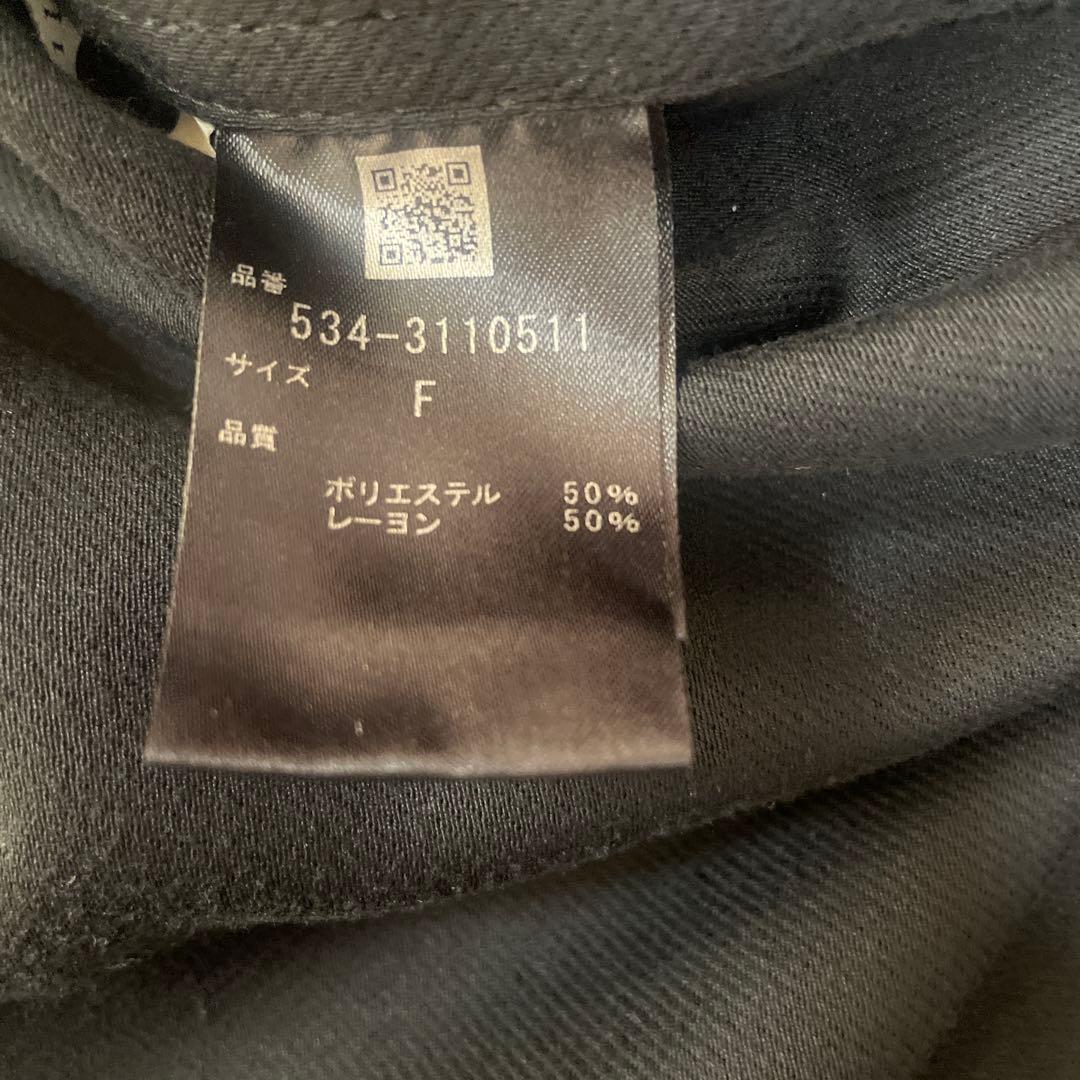 品番
534-3110511
サイズ
F
品質
ポリエステル 50%
レーヨン 50%